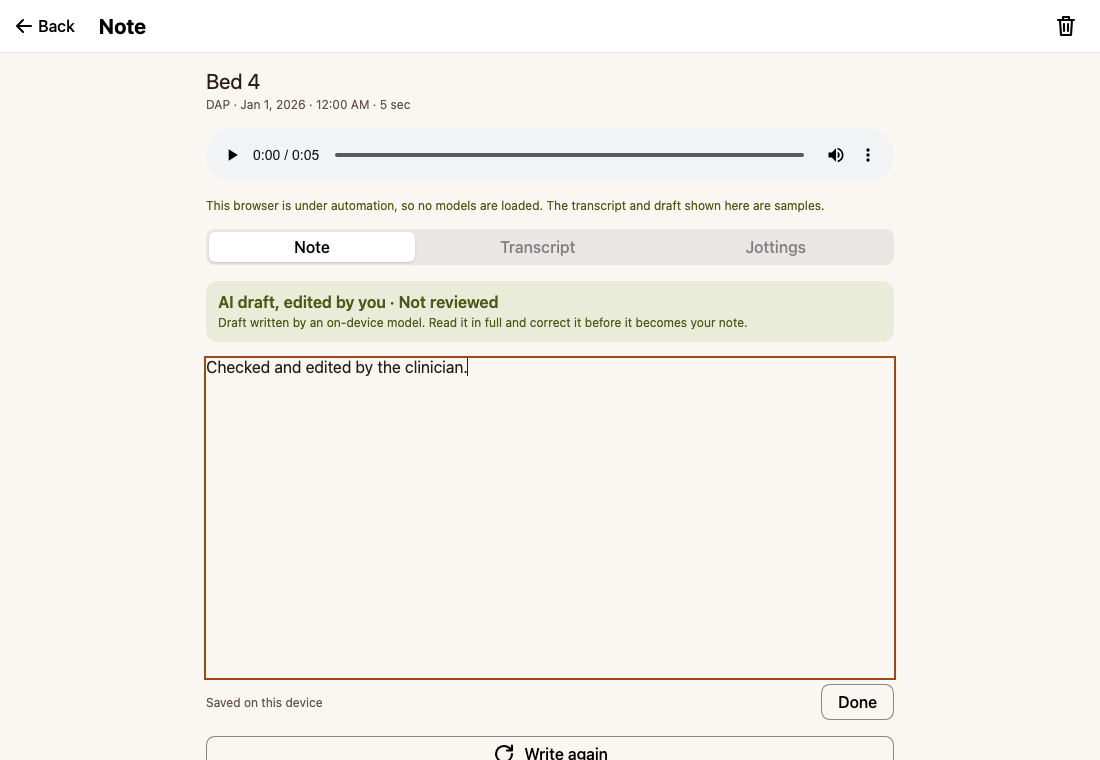 Back
Note
Bed 4
DAP · Jan 1, 2026 · 12:00 AM · 5 sec
0:00 / 0:05
This browser is under automation, so no models are loaded. The transcript and draft shown here are samples.
Note
Transcript
Jottings
AI draft, edited by you · Not reviewed
Draft written by an on-device model. Read it in full and correct it before it becomes your note.
Checked and edited by the clinician.
Saved on this device
Done
Write again